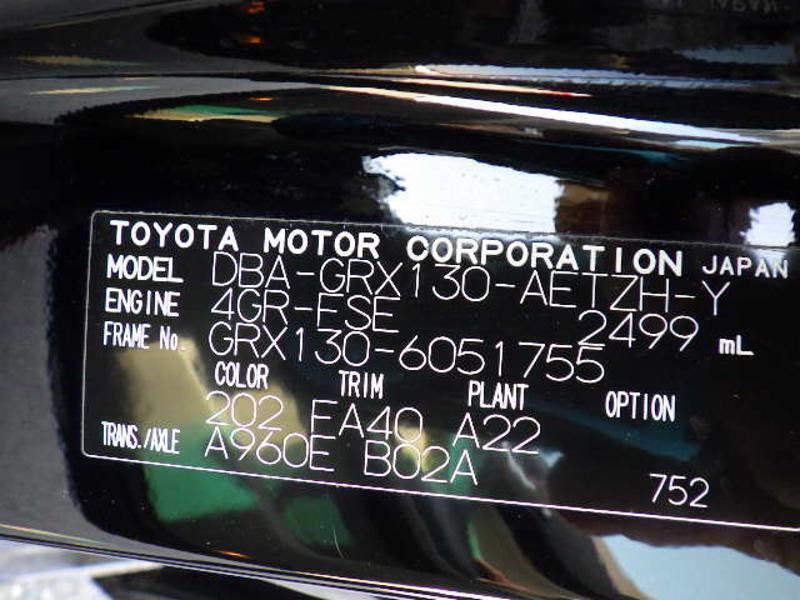 TOYOTA MOTOR CORPORATION JAPAN
MODEL DBA-GRX130-AETZH-Y
ENGINE 4GR-FSE 2499 mL
FRAME No. GRX130-6051755
COLOR TRIM PLANT OPTION
202 FA40 A22
TRANS./AXLE A960E B02A
752